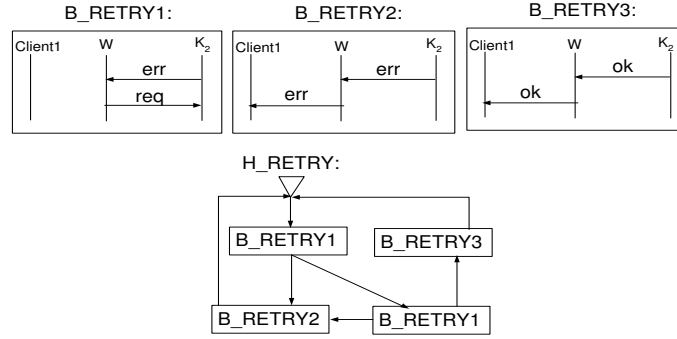 B_RETRY1: B_RETRY2: B_RETRY3:
Client1 W K2 Client1 W K2 Client1 W K2
err err ok
req err ok
H_RETRY:
B_RETRY1 B_RETRY3
B_RETRY2 B_RETRY1